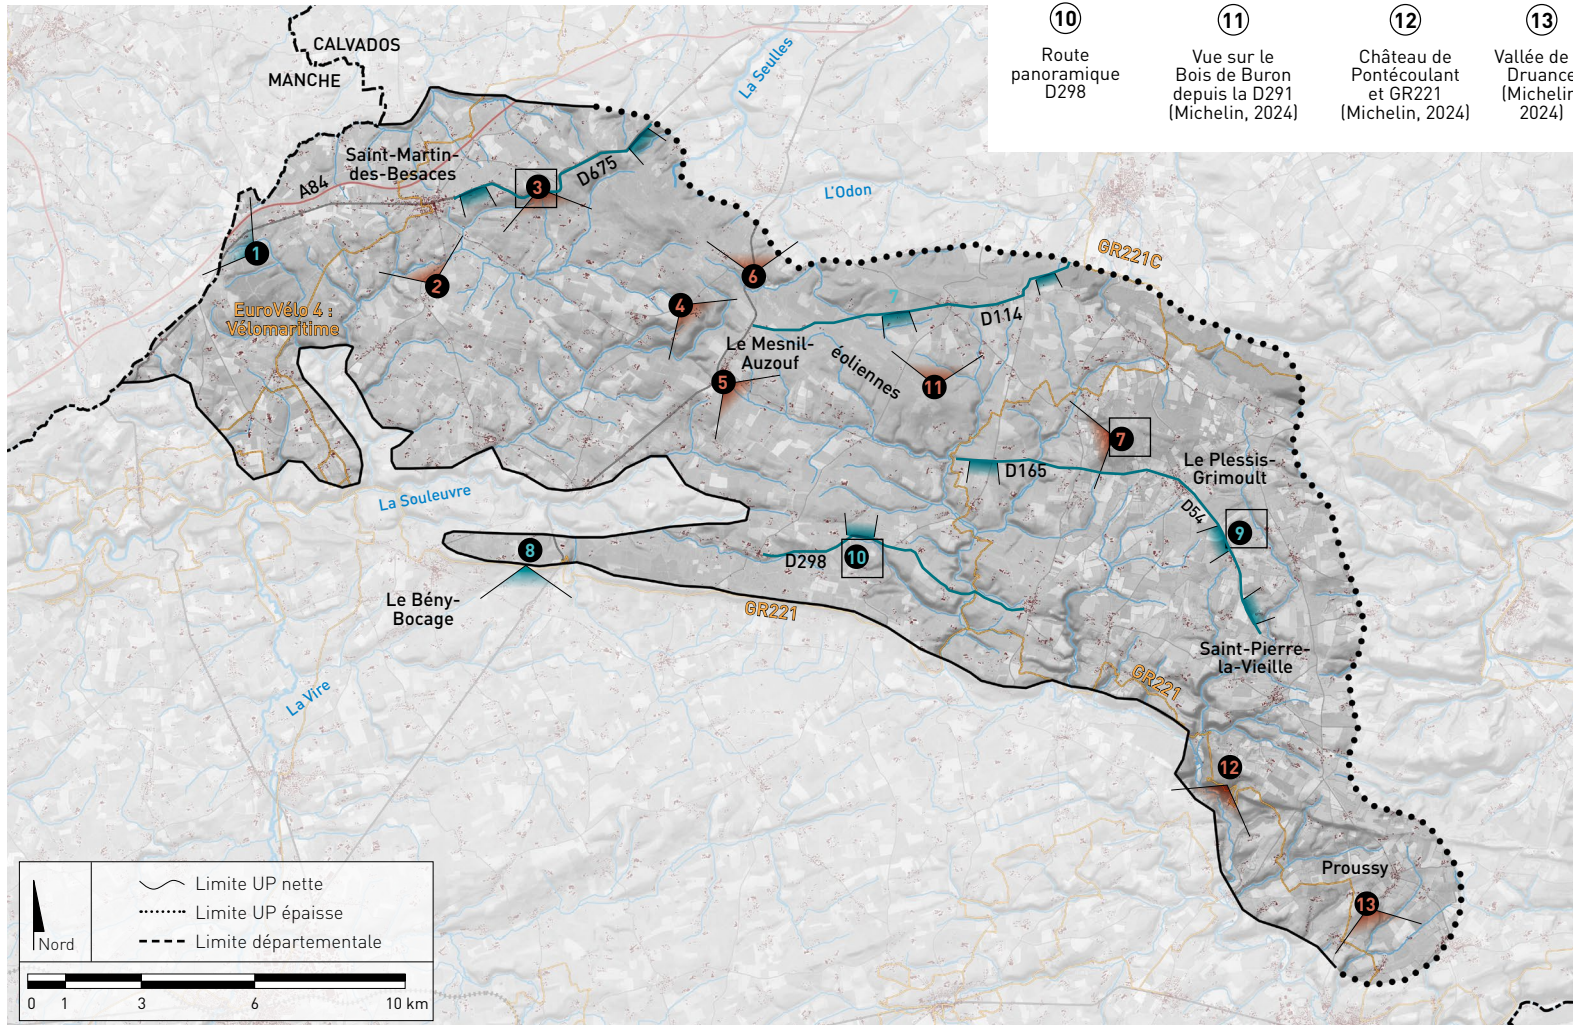 10
Route
panoramique
D298
11
Vue sur le
Bois de Buron
depuis la D291
(Michelin, 2024)
12
Château de
Pontécoulant
et GR221
(Michelin, 2024)
13
Vallée de
Druance
(Michelin
2024)
CALVADOS
MANCHE
La Seulles
Saint-Martin-
des-Besaces
A84
D675
3
L'Odon
1
GR221C
2
6
4
7
EuroVélo 4 :
Vélomaritime
D114
Le Mesnil-
Auzouf
éoliennes
5
11
7
D165
Le Plessis-
Grimoult
La Souleuvre
D54
9
8
D298
10
Le Bény-
Bocage
GR221
Saint-Pierre-
la-Vieille
GR221
La Vire
12
Proussy
13
Nord
Limite UP nette
Limite UP épaisse
Limite départementale
0 1 3 6 10 km